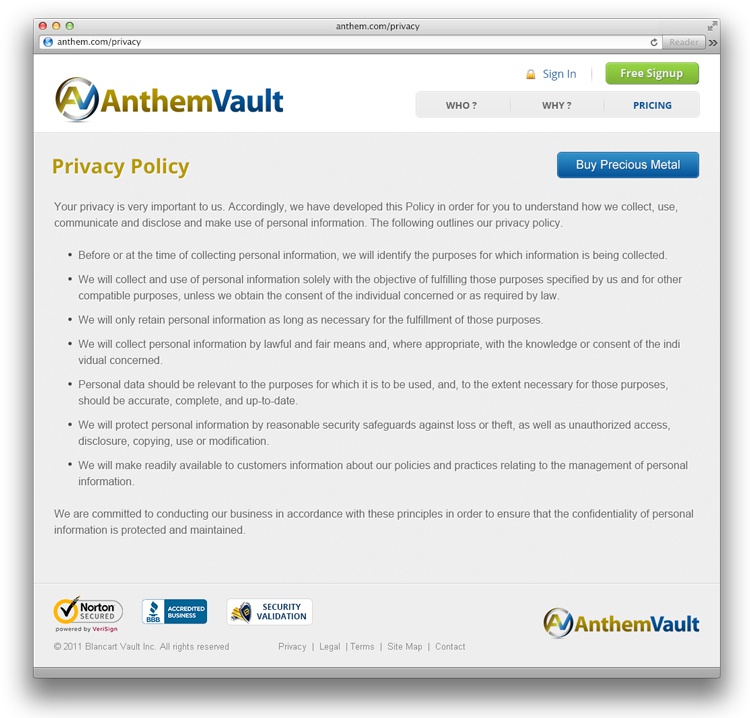 anthem.com/privacy
anthem.com/privacy
Reader
Sign In
Free Signup
AV AnthemVault
WHO ?
WHY ?
PRICING
Privacy Policy
Buy Precious Metal
Your privacy is very important to us. Accordingly, we have developed this Policy in order for you to understand how we collect, use,
communicate and disclose and make use of personal information. The following outlines our privacy policy.
• Before or at the time of collecting personal information, we will identify the purposes for which information is being collected.
• We will collect and use of personal information solely with the objective of fulfilling those purposes specified by us and for other
compatible purposes, unless we obtain the consent of the individual concerned or as required by law.
• We will only retain personal information as long as necessary for the fulfillment of those purposes.
• We will collect personal information by lawful and fair means and, where appropriate, with the knowledge or consent of the indi
vidual concerned.
• Personal data should be relevant to the purposes for which it is to be used, and, to the extent necessary for those purposes,
should be accurate, complete, and up-to-date.
• We will protect personal information by reasonable security safeguards against loss or theft, as well as unauthorized access,
disclosure, copying, use or modification.
• We will make readily available to customers information about our policies and practices relating to the management of personal
information.
We are committed to conducting our business in accordance with these principles in order to ensure that the confidentiality of personal
information is protected and maintained.
Norton
SECURED
powered by VeriSign
BBB
ACCREDITED
BUSINESS
SECURITY
VALIDATION
AV AnthemVault
© 2011 Blancart Vault Inc. All rights reserved
Privacy | Legal | Terms | Site Map | Contact